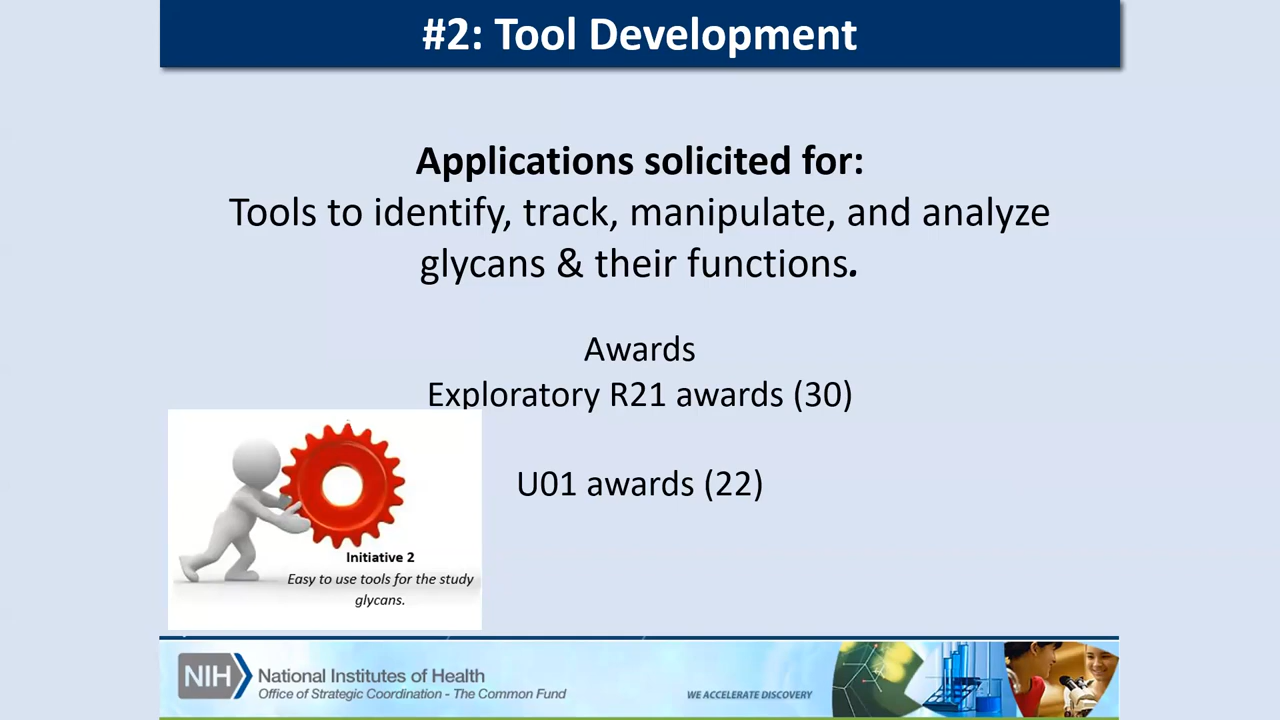 #2: Tool Development
Applications solicited for:
Tools to identify, track, manipulate, and analyze
glycans & their functions.
Awards
Exploratory R21 awards (30)
U01 awards (22)
Initiative 2
Easy to use tools for the study
glycans.
NIH
National Institutes of Health
Office of Strategic Coordination - The Common Fund
WE ACCELERATE DISCOVERY